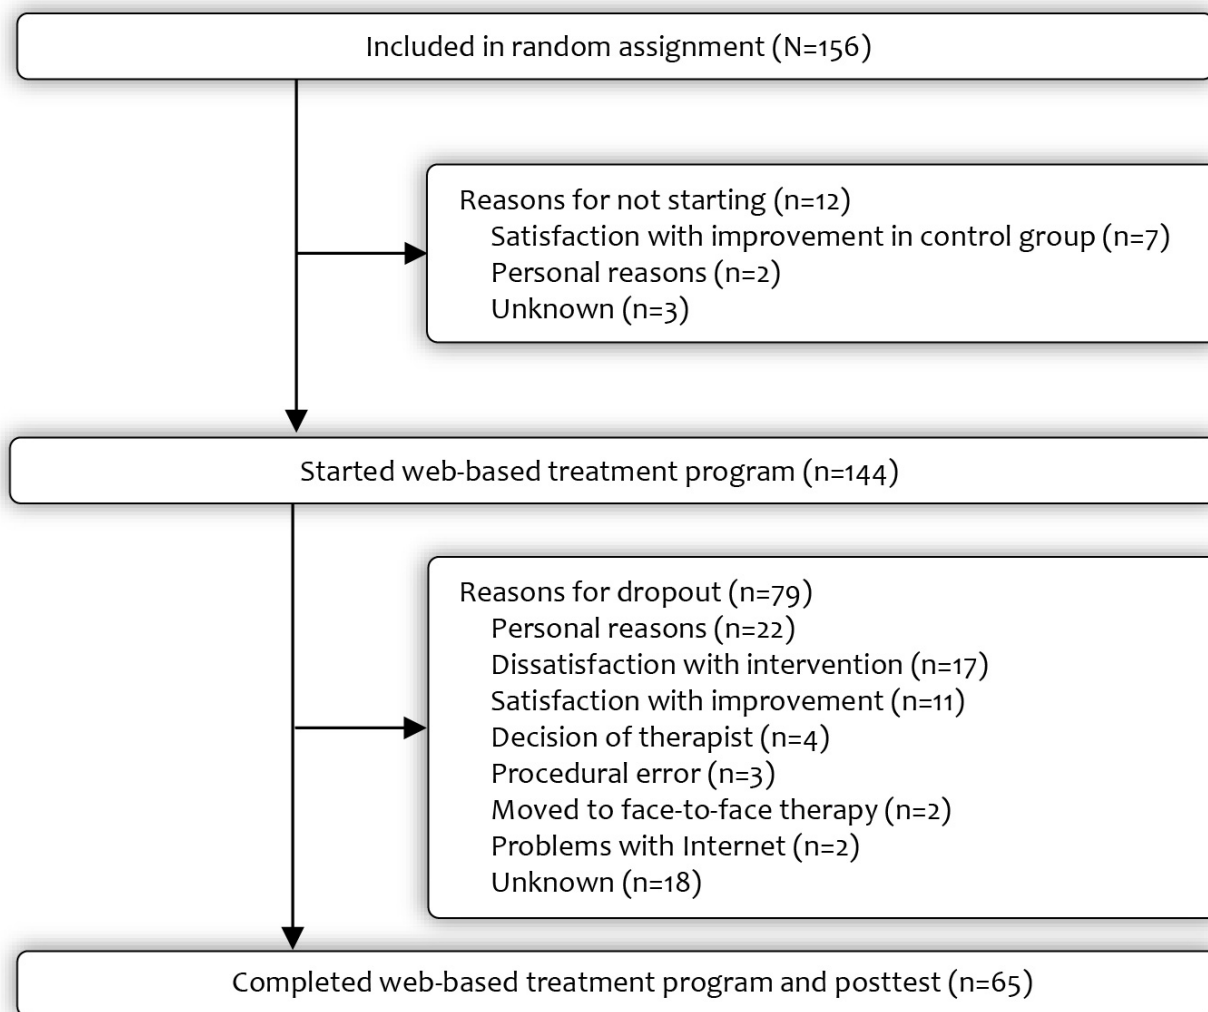 Included in random assignment (N=156)
Reasons for not starting (n=12)
Satisfaction with improvement in control group (n=7)
Personal reasons (n=2)
Unknown (n=3)
Started web-based treatment program (n=144)
Reasons for dropout (n=79)
Personal reasons (n=22)
Dissatisfaction with intervention (n=17)
Satisfaction with improvement (n=11)
Decision of therapist (n=4)
Procedural error (n=3)
Moved to face-to-face therapy (n=2)
Problems with Internet (n=2)
Unknown (n=18)
Completed web-based treatment program and posttest (n=65)